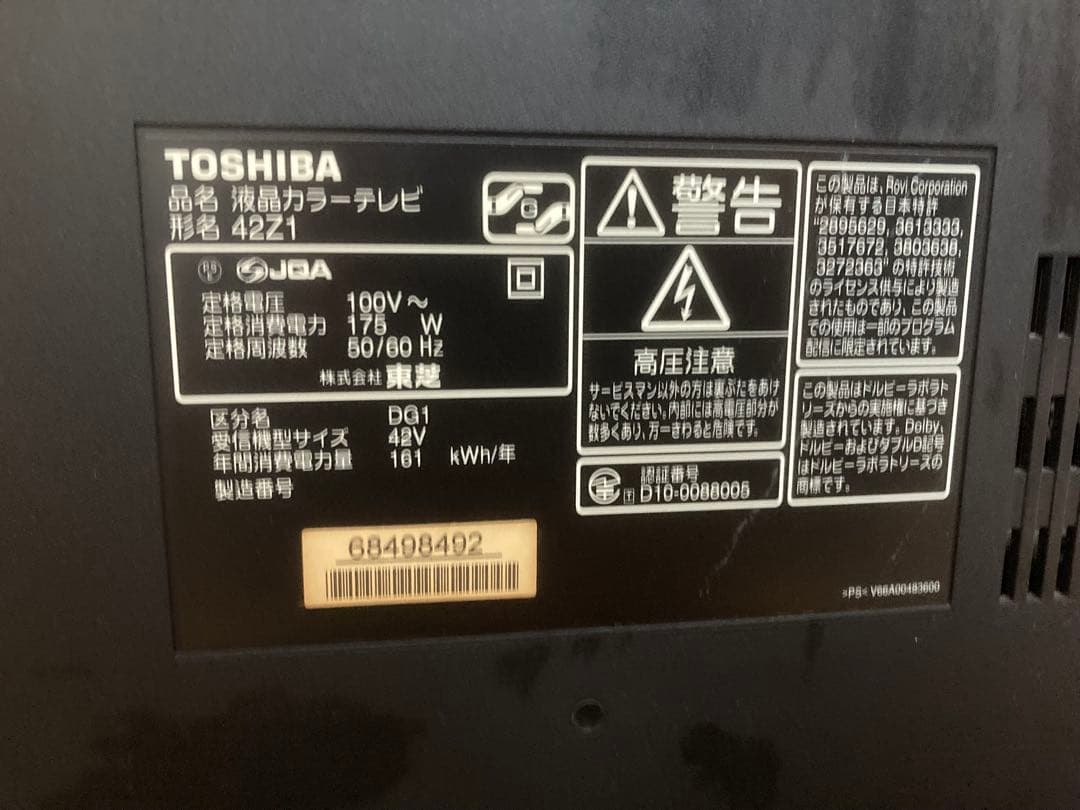 TOSHIBA
品名 液晶カラーテレビ
形名 42Z1
G
PS
E
JQA
定格電圧 100V～
定格消費電力 175 W
定格周波数 50/60 Hz
株式会社 東芝
区分名 DG1
受信機型サイズ 42V
年間消費電力量 161 kWh/年
製造番号
68498492
警告
高圧注意
サービスマン以外の方は裏ぶたをあけ
ないでください。内部には高電圧部分が
数多くあり、万一さわると危険です。
認証番号
D10-0088005
この製品は、Rovi Corporation
が保有する日本特許
"2895629, 3613333,
3517672, 3803638,
3272363" の特許技術
のライセンス供与により製造
されたものであり、この製品
での使用は一部のプログラム
配信に限定されています。
この製品はドルビーラボラト
リーズからの実施権に基づき
製造されています。Dolby、
ドルビーおよびダブルD記号
はドルビーラボラトリーズの
商標です。
>PS< V66A00483600